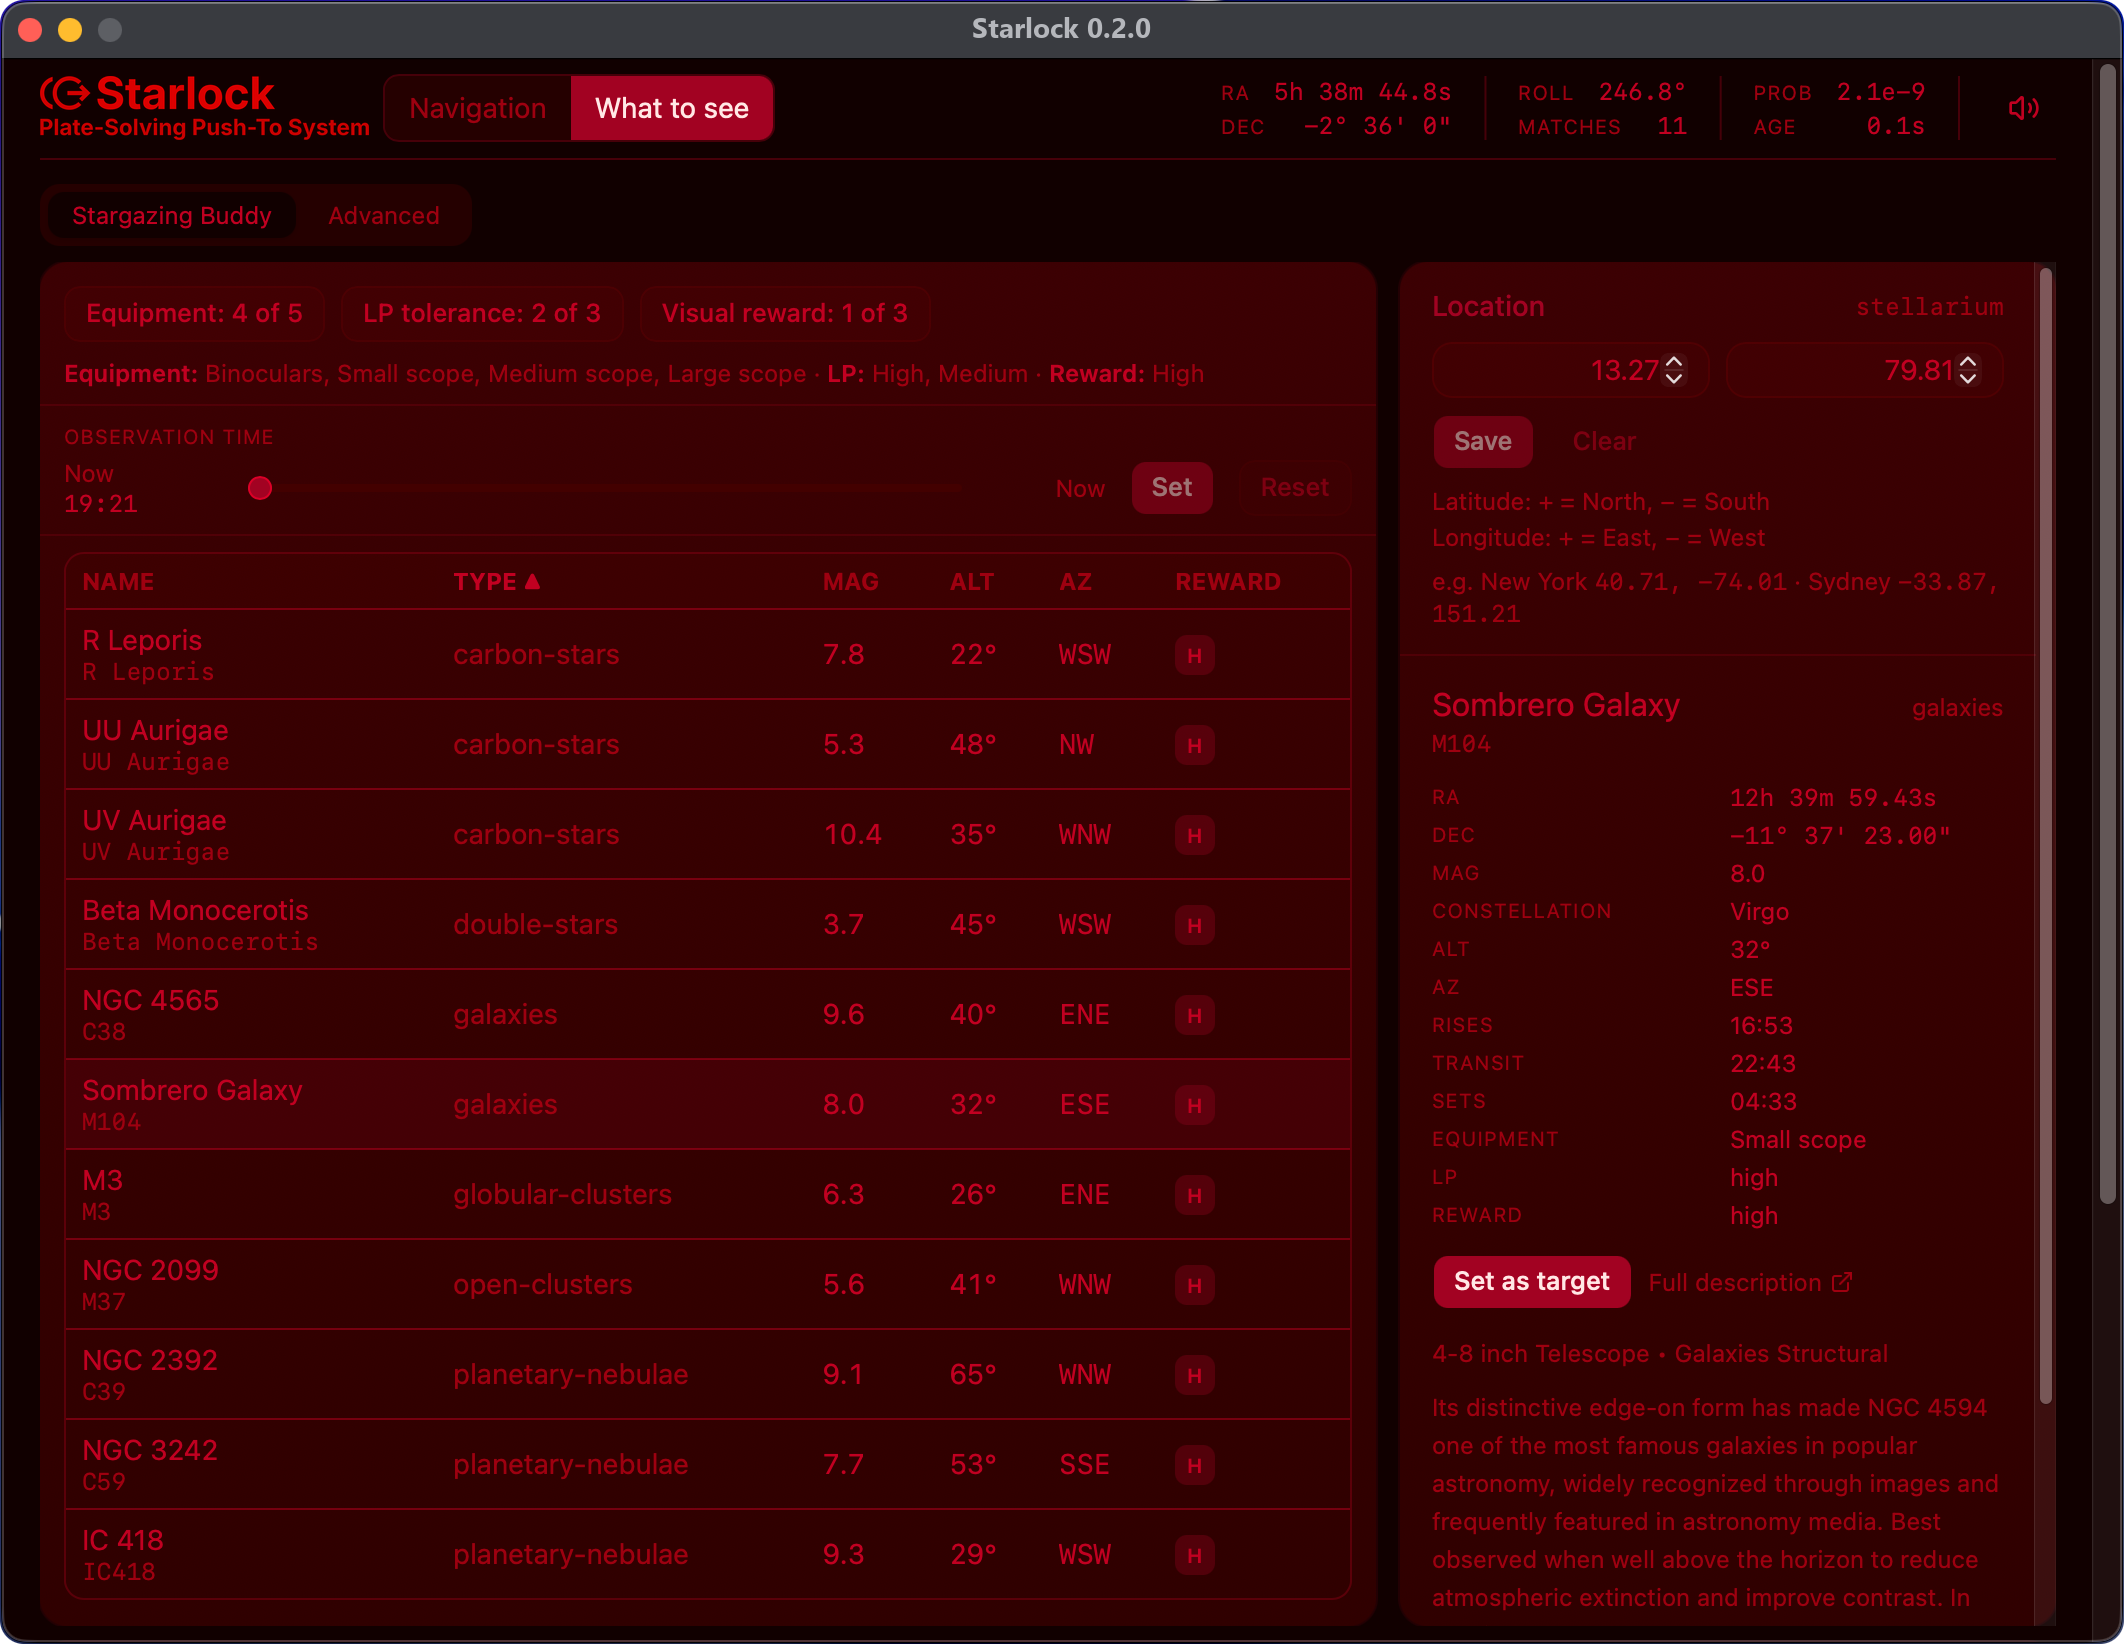 Starlock 0.2.0
Starlock
Plate-Solving Push-To System
Navigation What to see
RA 5h 38m 44.8s
DEC −2° 36' 0"
ROLL 246.8°
MATCHES 11
PROB 2.1e-9
AGE 0.1s
Stargazing Buddy Advanced
Equipment: 4 of 5 LP tolerance: 2 of 3 Visual reward: 1 of 3
Equipment: Binoculars, Small scope, Medium scope, Large scope · LP: High, Medium · Reward: High
OBSERVATION TIME
Now
19:21
Now Set Reset
NAME TYPE ▲ MAG ALT AZ REWARD
R Leporis carbon-stars 7.8 22° WSW H
R Leporis
UU Aurigae carbon-stars 5.3 48° NW H
UU Aurigae
UV Aurigae carbon-stars 10.4 35° WNW H
UV Aurigae
Beta Monocerotis double-stars 3.7 45° WSW H
Beta Monocerotis
NGC 4565 galaxies 9.6 40° ENE H
C38
Sombrero Galaxy galaxies 8.0 32° ESE H
M104
M3 globular-clusters 6.3 26° ENE H
M3
NGC 2099 open-clusters 5.6 41° WNW H
M37
NGC 2392 planetary-nebulae 9.1 65° WNW H
C39
NGC 3242 planetary-nebulae 7.7 53° SSE H
C59
IC 418 planetary-nebulae 9.3 29° WSW H
IC418
Location stellarium
13.27 79.81
Save Clear
Latitude: + = North, − = South
Longitude: + = East, − = West
e.g. New York 40.71, −74.01 · Sydney −33.87,
151.21
Sombrero Galaxy galaxies
M104
RA 12h 39m 59.43s
DEC −11° 37' 23.00"
MAG 8.0
CONSTELLATION Virgo
ALT 32°
AZ ESE
RISES 16:53
TRANSIT 22:43
SETS 04:33
EQUIPMENT Small scope
LP high
REWARD high
Set as target Full description
4-8 inch Telescope • Galaxies Structural
Its distinctive edge-on form has made NGC 4594
one of the most famous galaxies in popular
astronomy, widely recognized through images and
frequently featured in astronomy media. Best
observed when well above the horizon to reduce
atmospheric extinction and improve contrast. In